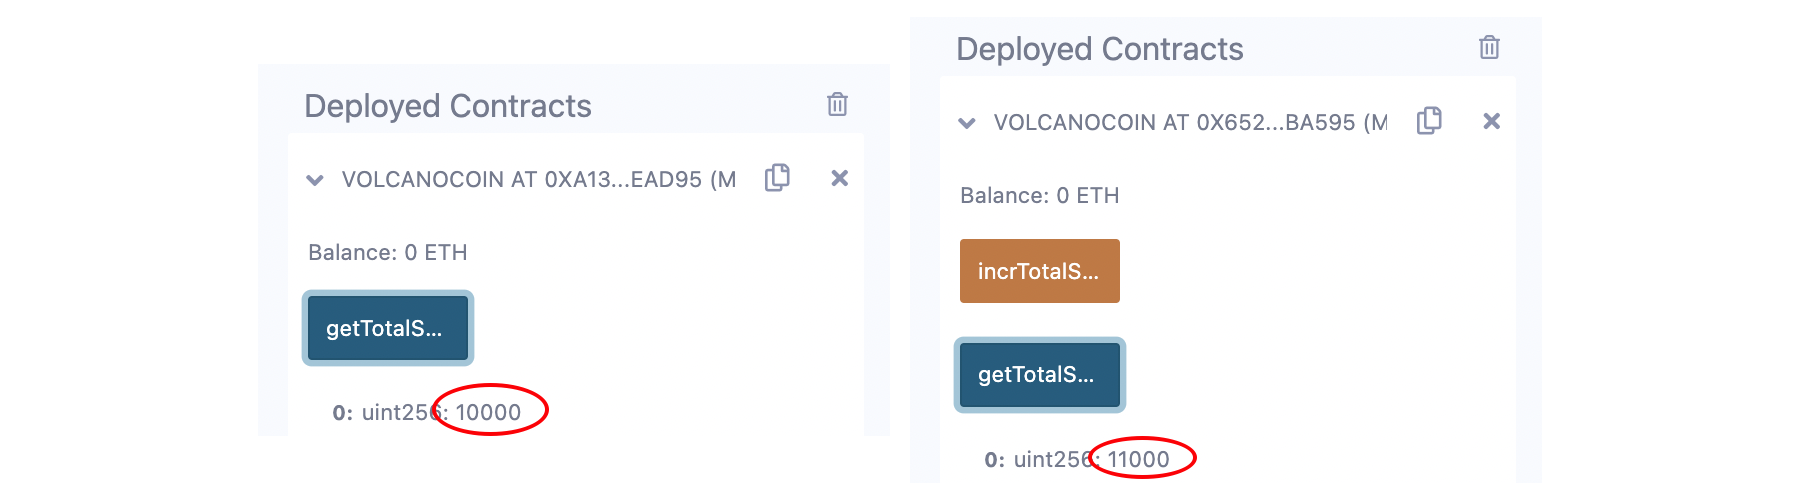 Deployed Contracts
VOLCANOCOIN AT 0XA13...EAD95 (M
Balance: 0 ETH
getTotalS...
0: uint256: 10000
Deployed Contracts
VOLCANOCOIN AT 0X652...BA595 (M
Balance: 0 ETH
incrTotalS...
getTotalS...
0: uint256: 11000